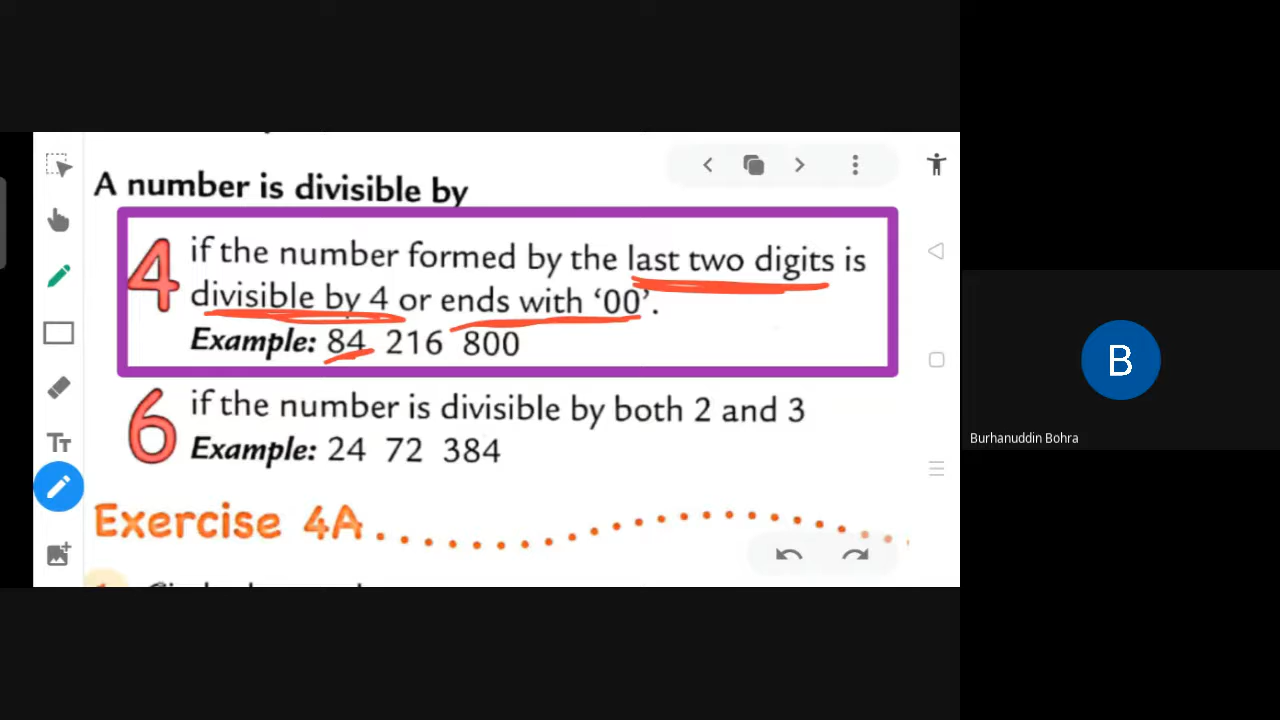 A number is divisible by
4 if the number formed by the last two digits is
divisible by 4 or ends with ‘00’.
Example: 84 216 800
6 if the number is divisible by both 2 and 3
Example: 24 72 384
Exercise 4A
Tт
B
Burhanuddin Bohra